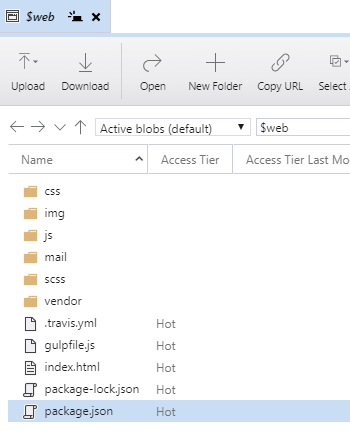 $web
Upload Download Open New Folder Copy URL Select
Active blobs (default) $web
Name Access Tier Access Tier Last Mo
css
img
js
mail
scss
vendor
.travis.yml Hot
gulpfile.js Hot
index.html Hot
package-lock.json Hot
package.json Hot